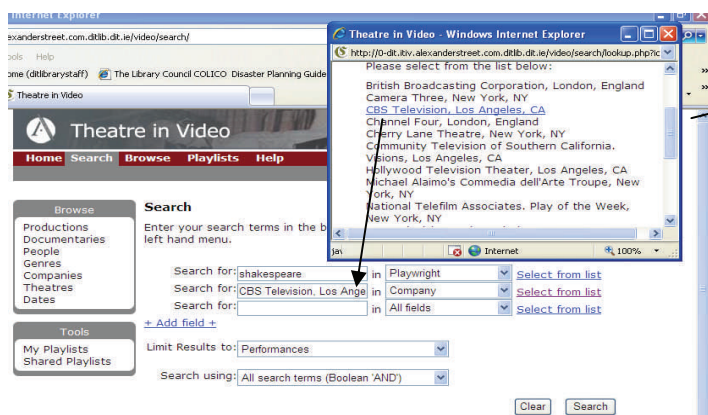 Internet Explorer
exanderstreet.com.ditlib.dit.ie/video/search/
ools Help
ome (ditlibrarystaff) The Library Council COLICO Disaster Planning Guide
Theatre in Video
Theatre in Video
Home Search Browse Playlists Help
Theatre in Video - Windows Internet Explorer
http://0-dit.itiv.alexanderstreet.com.ditlib.dit.ie/video/search/lookup.php?ic
Please select from the list below:
British Broadcasting Corporation, London, England
Camera Three, New York, NY
CBS Television, Los Angeles, CA
Channel Four, London, England
Cherry Lane Theatre, New York, NY
Community Television of Southern California.
Visions, Los Angeles, CA
Hollywood Television Theater, Los Angeles, CA
Michael Alaimo's Commedia dell'Arte Troupe, New
York, NY
National Telefilm Associates. Play of the Week,
New York, NY
jav Internet 100%
Browse
Productions
Documentaries
People
Genres
Companies
Theatres
Dates
Tools
My Playlists
Shared Playlists
Search
Enter your search terms in the b
left hand menu.
Search for: shakespeare in Playwright Select from list
Search for: CBS Television, Los Ange in Company Select from list
Search for: in All fields Select from list
+ Add field +
Limit Results to: Performances
Search using: All search terms (Boolean 'AND')
Clear Search